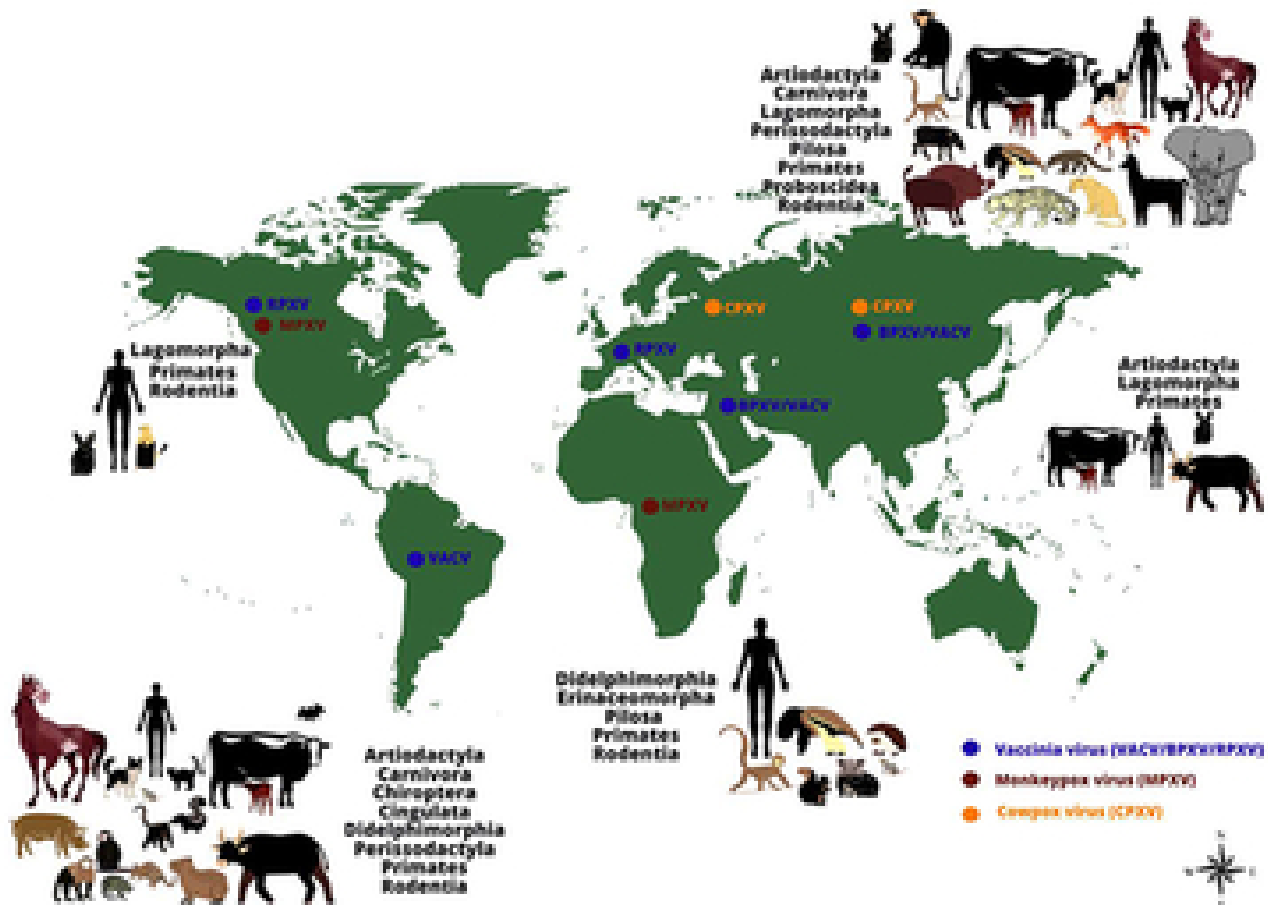 Artiodactyla
Carnivora
Lagomorpha
Perissodactyla
Pilosa
Primates
Proboscidea
Rodentia
RPXV
MPXV
CPXV
CPXV
BPXV/VACV
RPXV
BPXV/VACV
MPXV
VACV
Lagomorpha
Primates
Rodentia
Artiodactyla
Lagomorpha
Primates
Didelphimorphia
Erinaceomorpha
Pilosa
Primates
Rodentia
Artiodactyla
Carnivora
Chiroptera
Cingulata
Didelphimorphia
Perissodactyla
Primates
Rodentia
Vaccinia virus (VACV/BPXV/RPXV)
Monkeypox virus (MPXV)
Cowpox virus (CPXV)